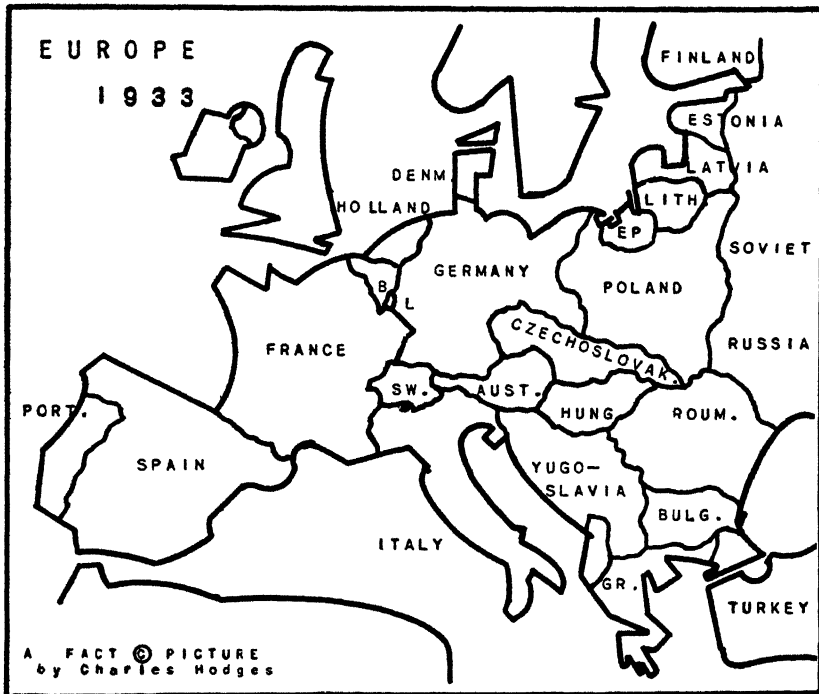 EUROPE
1933
FINLAND
ESTONIA
LATVIA
DENM.
HOLLAND
LITH
EP
SOVIET
GERMANY
B
L
POLAND
CZECHOSLOVAK.
RUSSIA
FRANCE
SW.
AUST.
HUNG
ROUM.
PORT.
SPAIN
YUGO-
SLAVIA
BULG.
ITALY
GR.
TURKEY
A FACT © PICTURE
by Charles Hodges